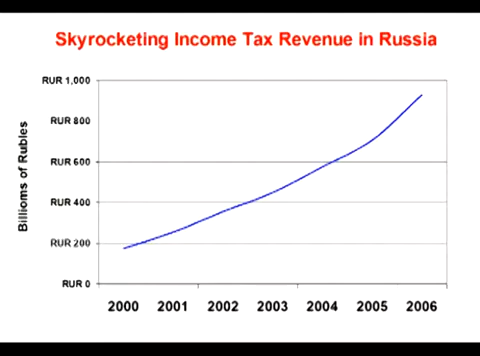 Skyrocketing Income Tax Revenue in Russia
Billioms of Rubles
RUR 1,000
RUR 800
RUR 600
RUR 400
RUR 200
RUR 0
2000 2001 2002 2003 2004 2005 2006